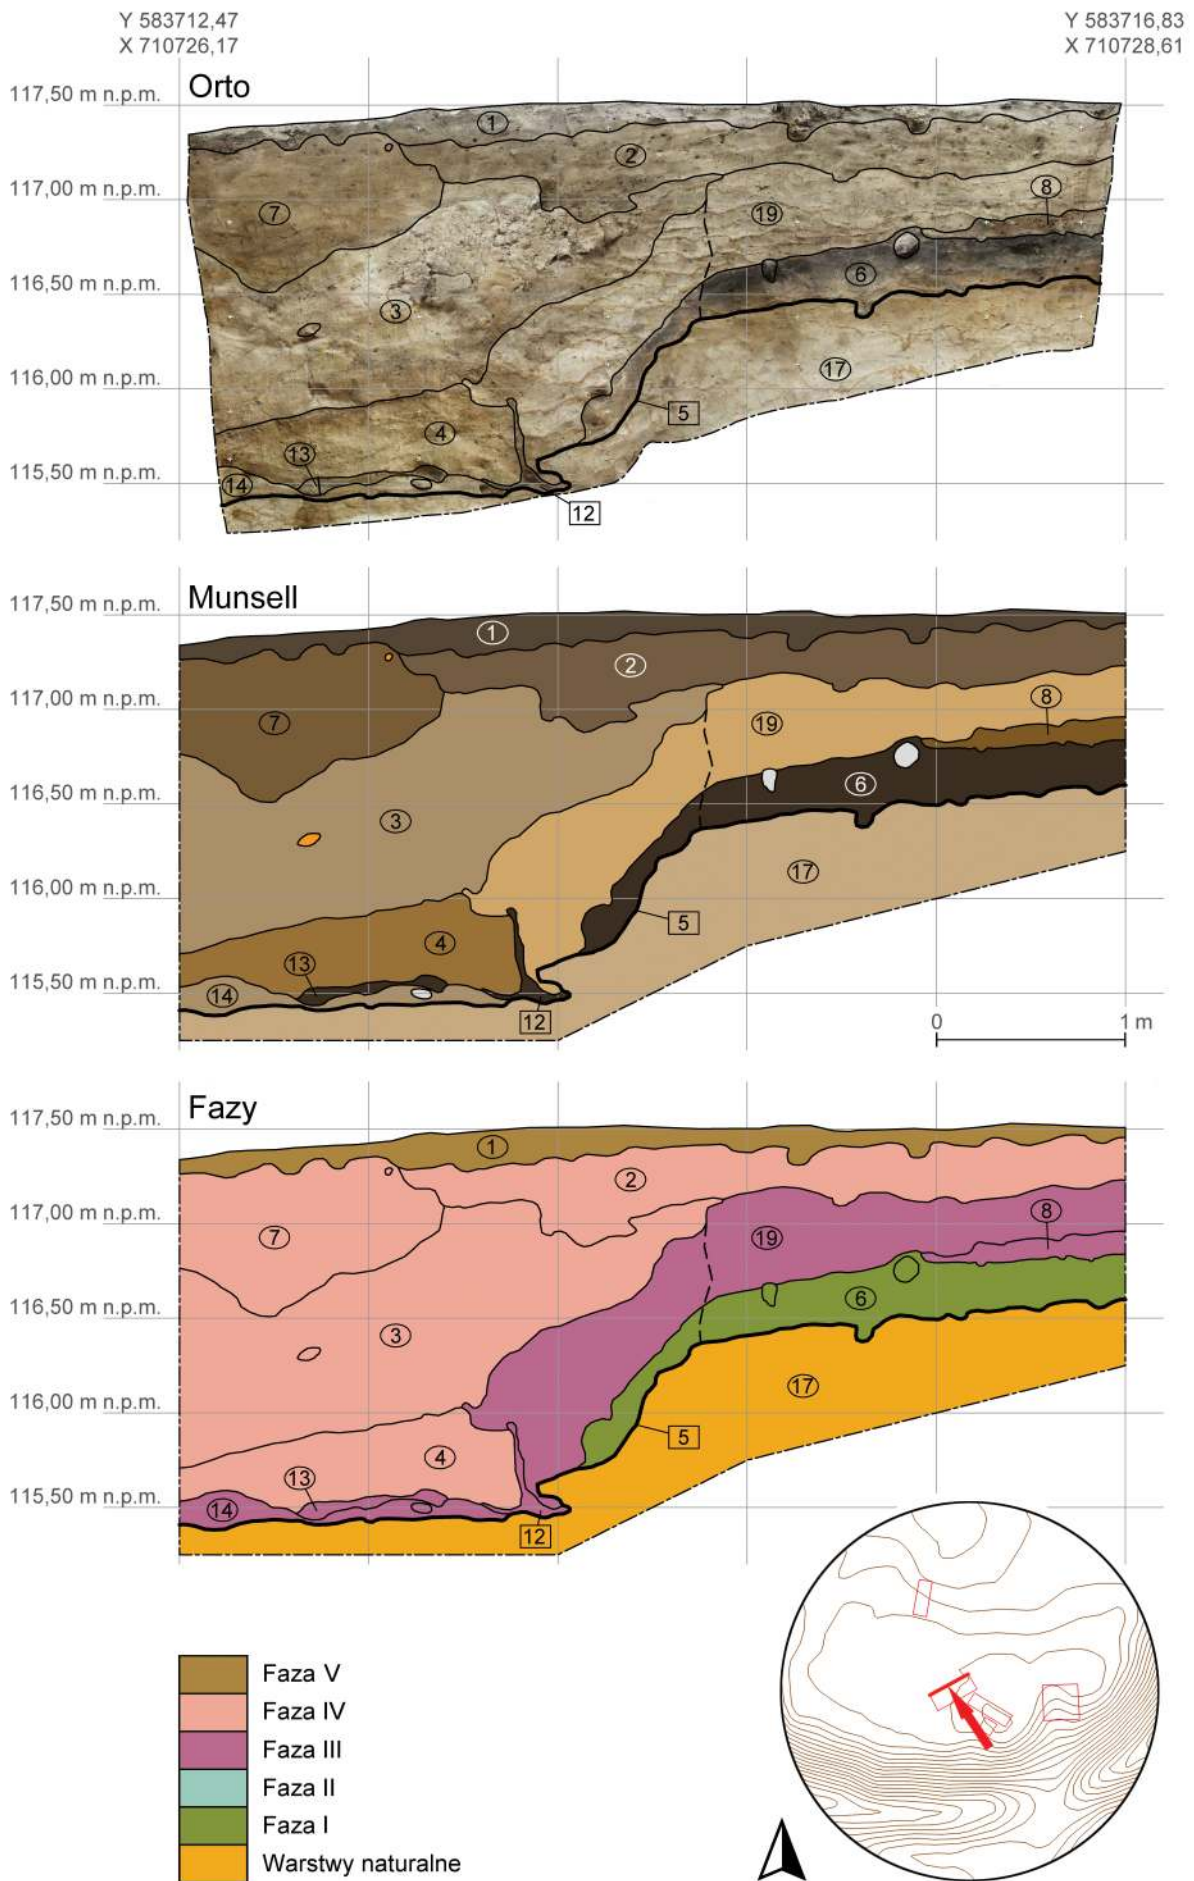 Y 583712,47
X 710726,17
Y 583716,83
X 710728,61
Orto
117,50 m n.p.m.
117,00 m n.p.m.
116,50 m n.p.m.
116,00 m n.p.m.
115,50 m n.p.m.
1
2
7
8
19
6
3
17
5
4
13
14
12
Munsell
117,50 m n.p.m.
117,00 m n.p.m.
116,50 m n.p.m.
116,00 m n.p.m.
115,50 m n.p.m.
1
2
7
8
19
6
3
17
5
4
13
14
12
0 1 m
Fazy
117,50 m n.p.m.
117,00 m n.p.m.
116,50 m n.p.m.
116,00 m n.p.m.
115,50 m n.p.m.
1
2
7
8
19
6
3
17
5
4
13
14
12
Faza V
Faza IV
Faza III
Faza II
Faza I
Warstwy naturalne